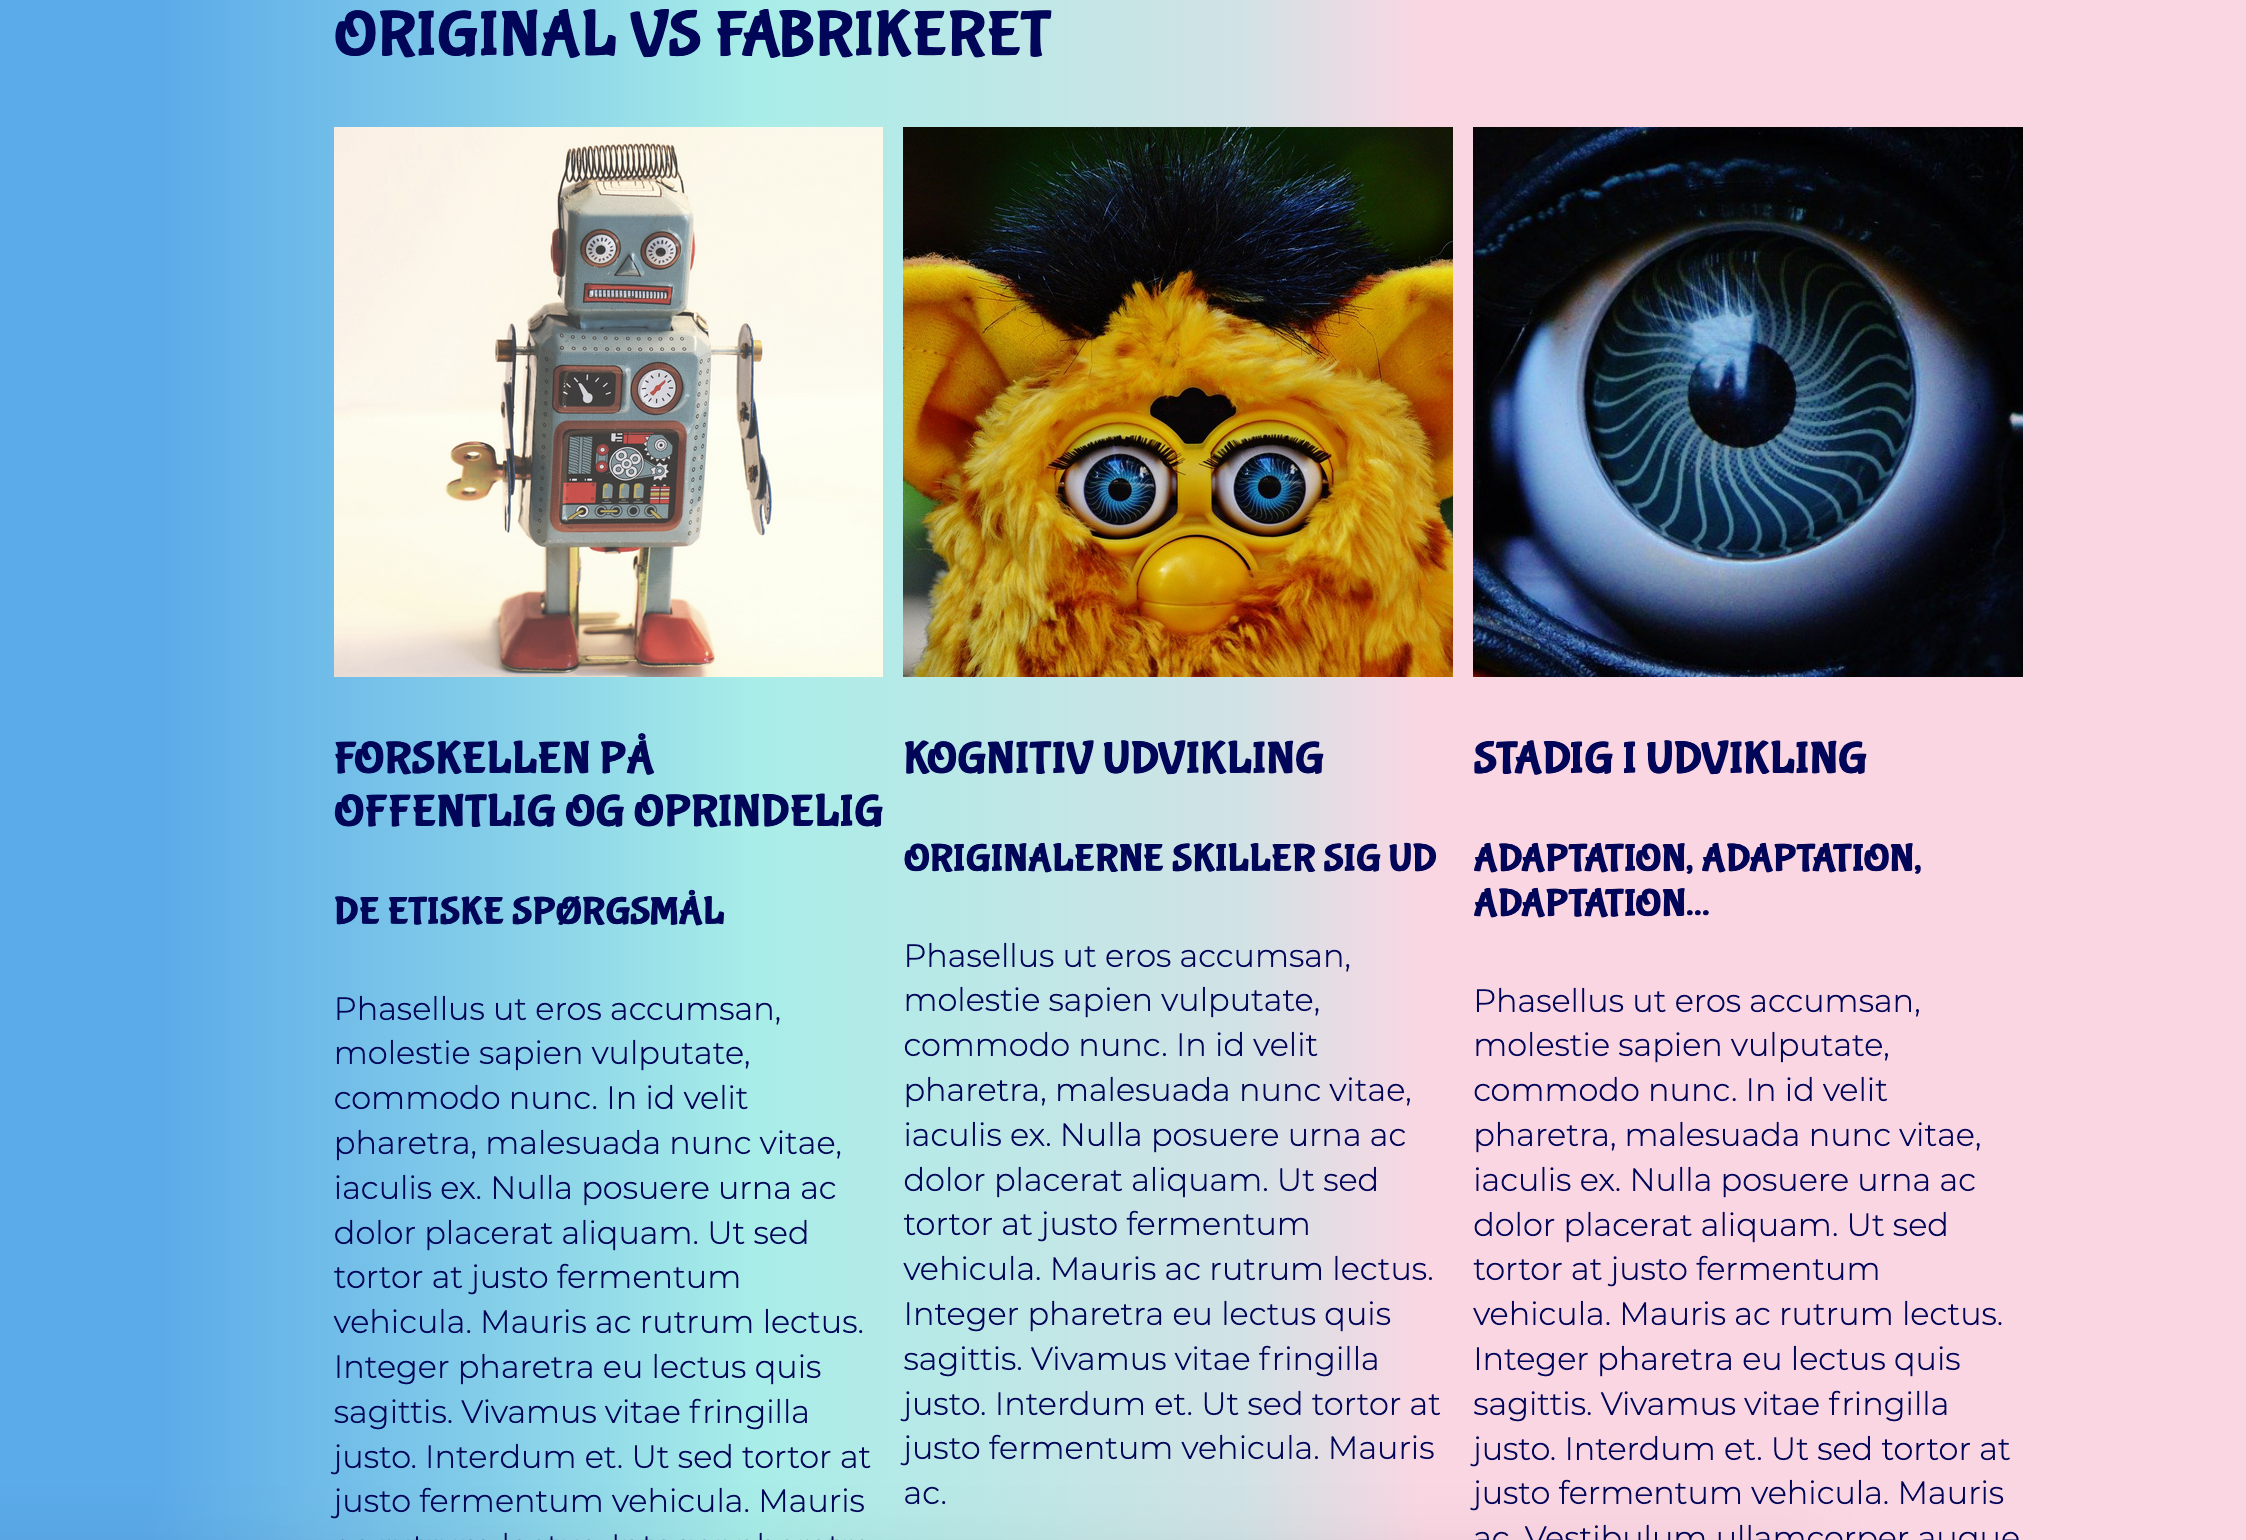 ORIGINAL VS FABRIKERET
FORSKELLEN PÅ
OFFENTLIG OG OPRINDELIG
DE ETISKE SPØRGSMÅL
Phasellus ut eros accumsan,
molestie sapien vulputate,
commodo nunc. In id velit
pharetra, malesuada nunc vitae,
iaculis ex. Nulla posuere urna ac
dolor placerat aliquam. Ut sed
tortor at justo fermentum
vehicula. Mauris ac rutrum lectus.
Integer pharetra eu lectus quis
sagittis. Vivamus vitae fringilla
justo. Interdum et. Ut sed tortor at
justo fermentum vehicula. Mauris
KOGNITIV UDVIKLING
ORIGINALERNE SKILLER SIG UD
Phasellus ut eros accumsan,
molestie sapien vulputate,
commodo nunc. In id velit
pharetra, malesuada nunc vitae,
iaculis ex. Nulla posuere urna ac
dolor placerat aliquam. Ut sed
tortor at justo fermentum
vehicula. Mauris ac rutrum lectus.
Integer pharetra eu lectus quis
sagittis. Vivamus vitae fringilla
justo. Interdum et. Ut sed tortor at
justo fermentum vehicula. Mauris
ac.
STADIG I UDVIKLING
ADAPTATION, ADAPTATION,
ADAPTATION...
Phasellus ut eros accumsan,
molestie sapien vulputate,
commodo nunc. In id velit
pharetra, malesuada nunc vitae,
iaculis ex. Nulla posuere urna ac
dolor placerat aliquam. Ut sed
tortor at justo fermentum
vehicula. Mauris ac rutrum lectus.
Integer pharetra eu lectus quis
sagittis. Vivamus vitae fringilla
justo. Interdum et. Ut sed tortor at
justo fermentum vehicula. Mauris
ac. Vestibulum ullamcorper augue